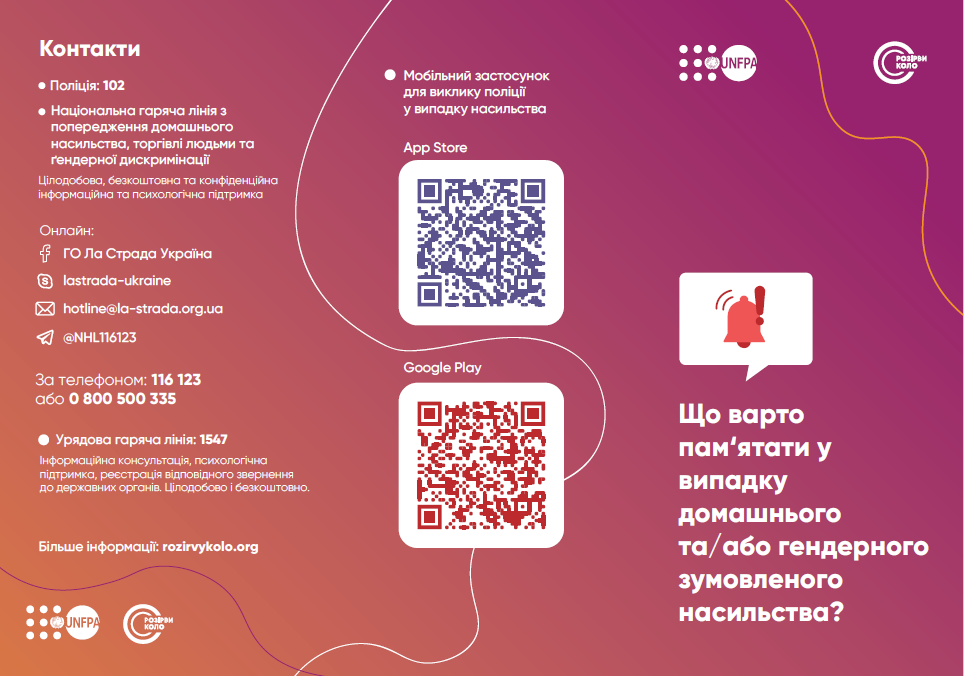 Контакти
Поліція: 102
Національна гаряча лінія з
попередження домашнього
насильства, торгівлі людьми та
ґендерної дискримінації
Цілодобова, безкоштовна та конфіденційна
інформаційна та психологічна підтримка
Онлайн:
ГО Ла Страда Україна
lastrada-ukraine
hotline@la-strada.org.ua
@NHL116123
За телефоном: 116 123
або 0 800 500 335
Урядова гаряча лінія: 1547
Інформаційна консультація, психологічна
підтримка, реєстрація відповідного звернення
до державних органів. Цілодобово і безкоштовно.
Більше інформації: rozirvykolo.org
UNFPA
РОЗІРВИ
КОЛО
Мобільний застосунок
для виклику поліції
у випадку насильства
App Store
Google Play
UNFPA
РОЗІРВИ
КОЛО
Що варто
пам‘ятати у
випадку
домашнього
та/або гендерного
зумовленого
насильства?